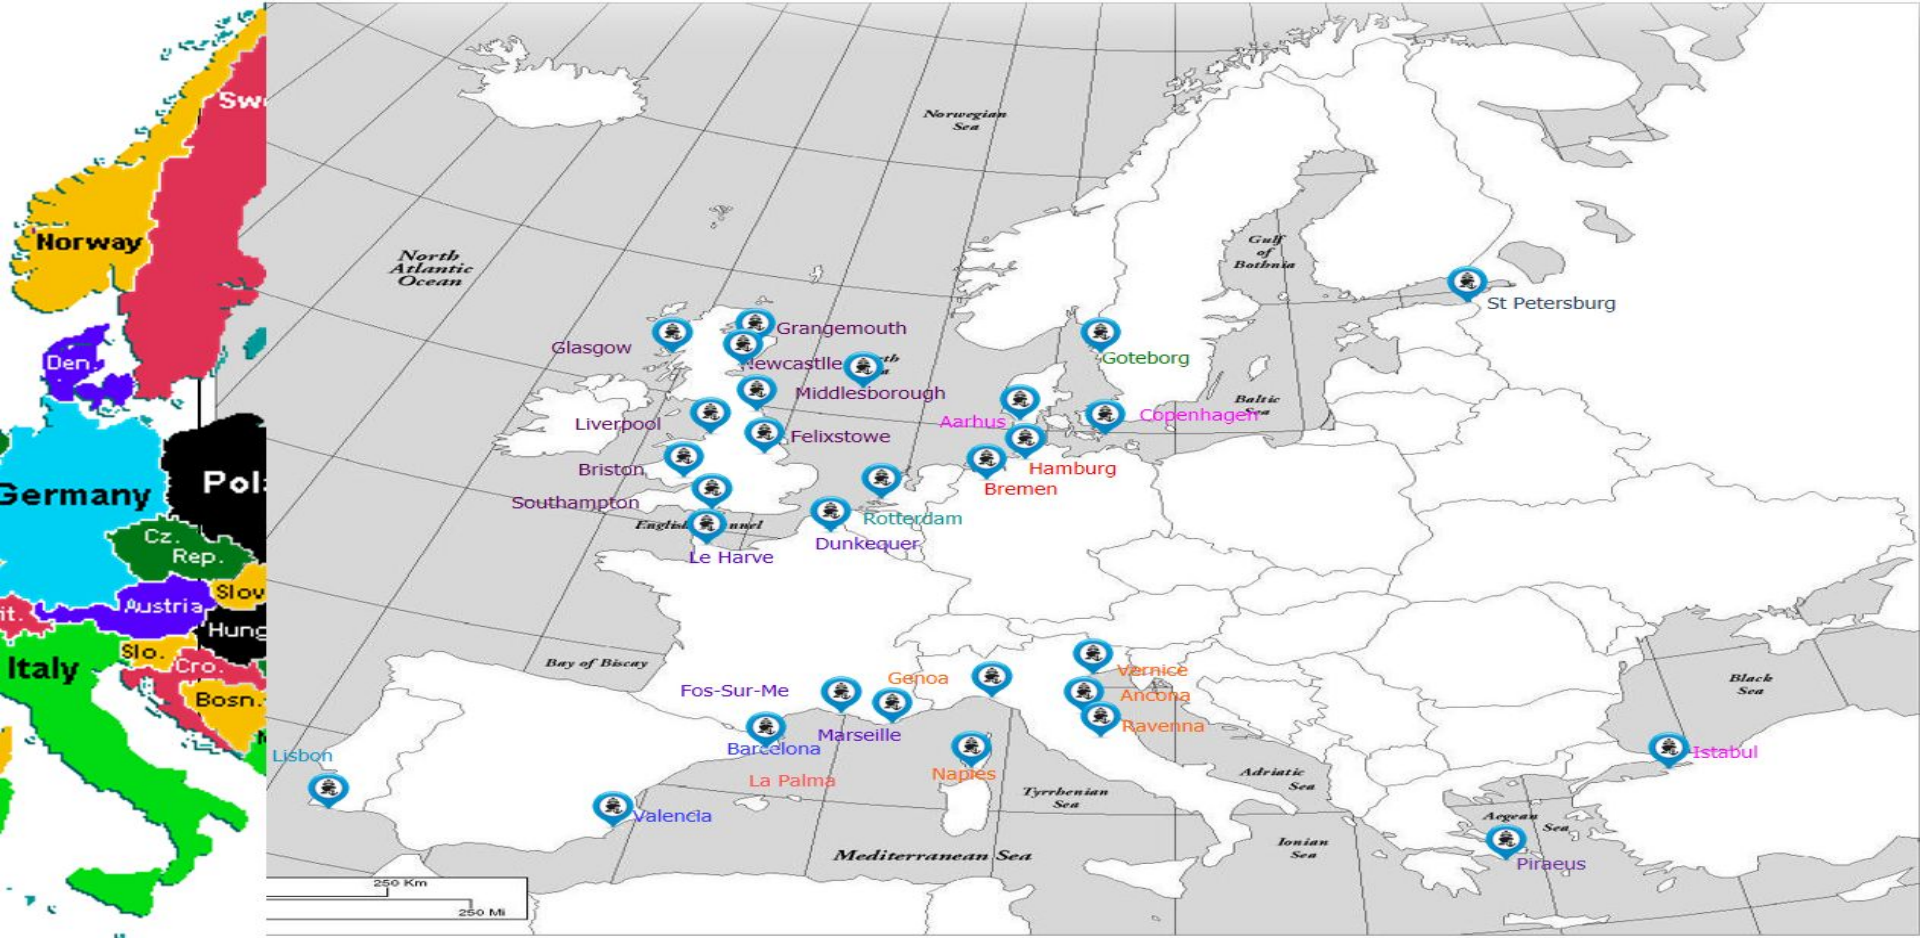 Swe
Norway
Den.
Germany
Pola
Cz.
Rep.
it.
Austria
Slov
Hung
Italy
Slo.
Cro.
Bosn.
Norwegian
Sea
North
Atlantic
Ocean
Gulf
of
Bothnia
St Petersburg
Grangemouth
Glasgow
Newcastlle
Goteborg
Middlesborough
Baltic
Sea
Aarhus
Copenhagen
Liverpool
Felixstowe
Briston
Hamburg
Bremen
Southampton
Rotterdam
English
nnel
Dunkequer
Le Harve
Bay of Biscay
Genoa
Vernice
Fos-Sur-Me
Ancona
Black
Sea
Ravenna
Marseille
Barcelona
Lisbon
Istabul
Naples
La Palma
Adriatic
Sea
Tyrrhenian
Sea
Valencia
Aegean
Sea
Ionian
Sea
Mediterranean Sea
Piraeus
250 Km
250 Mi